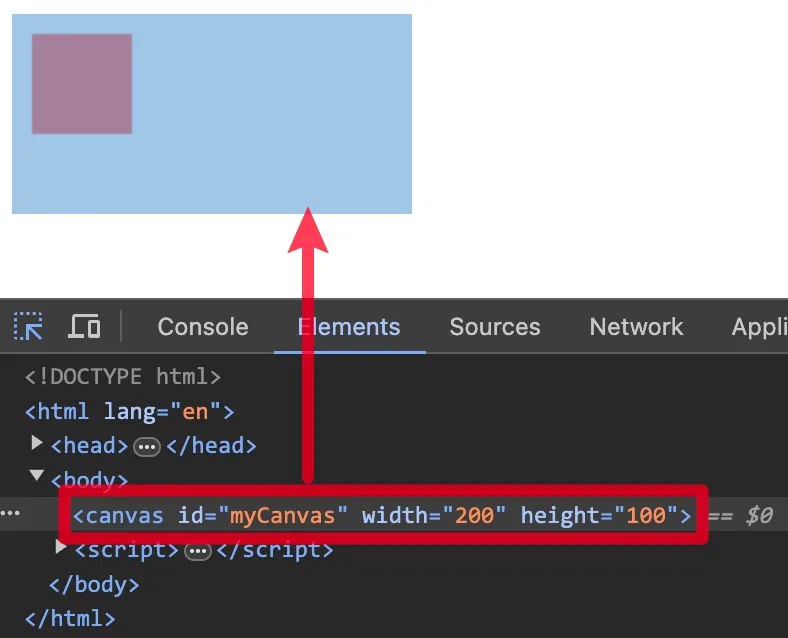 Console Elements Sources Network Appli
<!DOCTYPE html>
<html lang="en">
<head>…</head>
<body>
<canvas id="myCanvas" width="200" height="100"> == $0
<script>…</script>
</body>
</html>